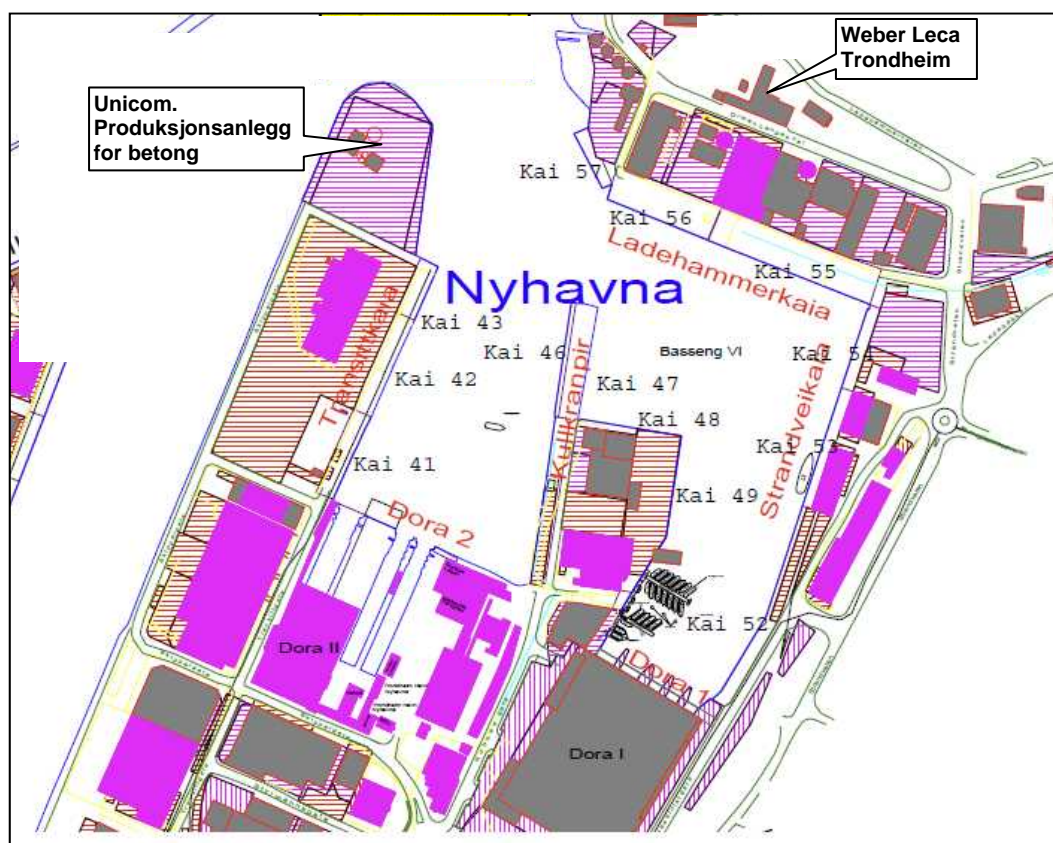 Weber Leca
Trondheim
Unicom.
Produksjonsanlegg
for betong
Kai 57
Kai 56
Ladehammerkaia
Kai 55
Nyhavna
Transittkaia
Kai 43
Kai 46
Basseng VI
Kai 54
Kai 42
Kai 47
Kullkranpir
Kai 48
Strandveikaia
Kai 53
Kai 41
Kai 49
Dora 2
Kai 52
Dora II
Dora 1
Dora I